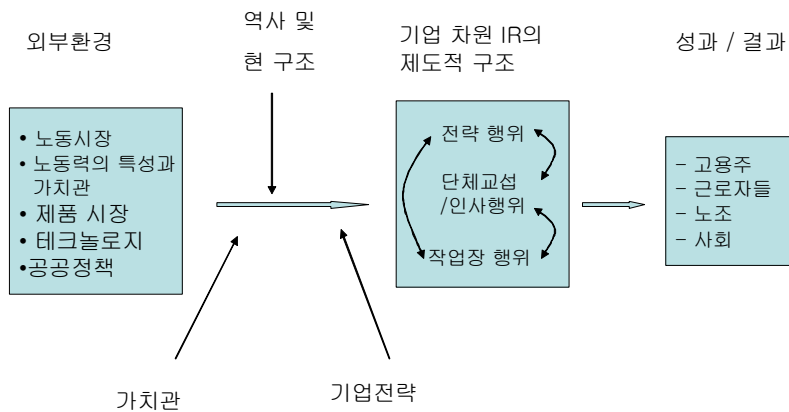 외부환경
역사 및
현 구조
기업 차원 IR의
제도적 구조
성과 / 결과
• 노동시장
• 노동력의 특성과
가치관
• 제품 시장
• 테크놀로지
•공공정책
전략 행위
단체교섭
/인사행위
작업장 행위
– 고용주
– 근로자들
– 노조
– 사회
가치관
기업전략